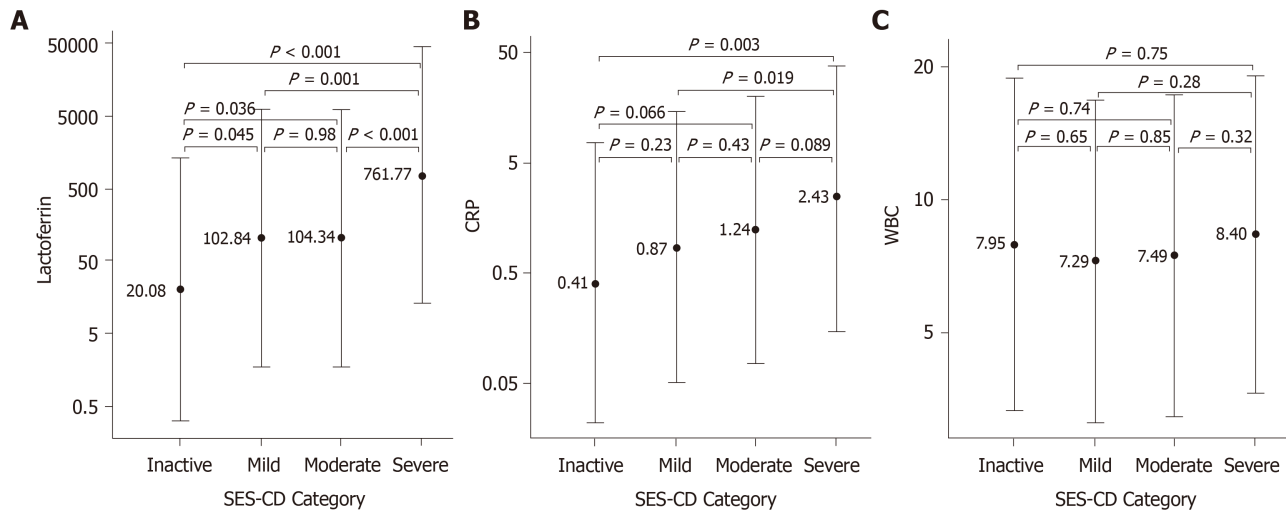 A
Lactoferrin
50000
5000
500
50
5
0.5
P < 0.001
P = 0.001
P = 0.036
P = 0.045
P = 0.98
P < 0.001
20.08
102.84
104.34
761.77
Inactive
Mild
Moderate
Severe
SES-CD Category
B
CRP
50
5
0.5
0.05
P = 0.003
P = 0.019
P = 0.066
P = 0.23
P = 0.43
P = 0.089
0.41
0.87
1.24
2.43
Inactive
Mild
Moderate
Severe
SES-CD Category
C
WBC
20
10
5
P = 0.75
P = 0.28
P = 0.74
P = 0.65
P = 0.85
P = 0.32
7.95
7.29
7.49
8.40
Inactive
Mild
Moderate
Severe
SES-CD Category